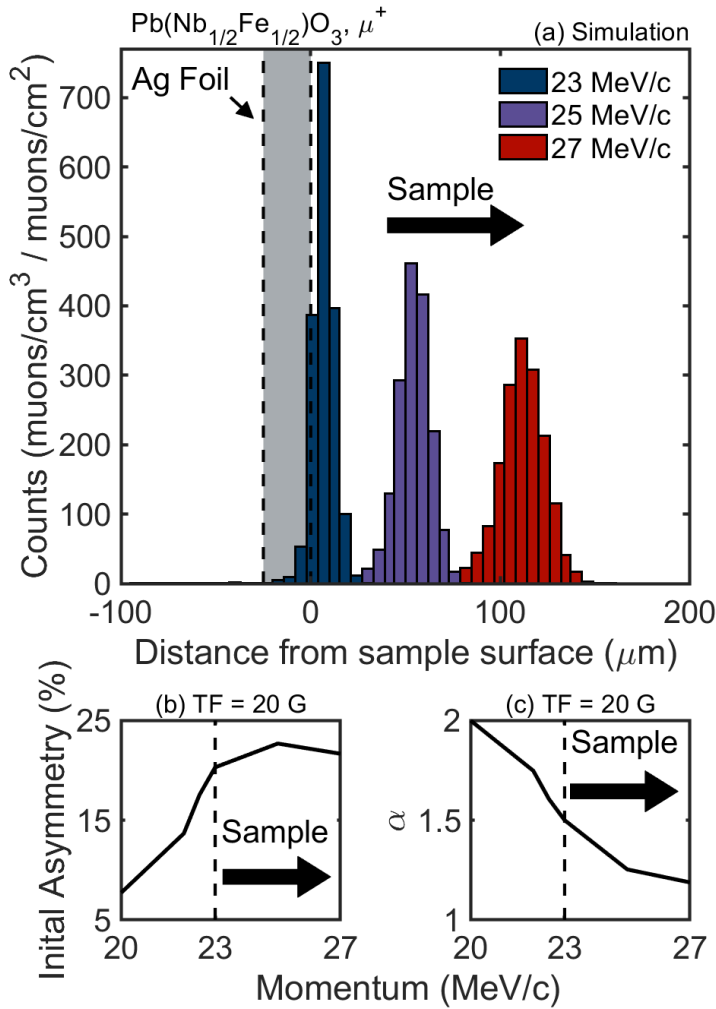 Pb(Nb1/2Fe1/2)O3, μ+
(a) Simulation
Ag Foil
23 MeV/c
25 MeV/c
27 MeV/c
Sample
Counts (muons/cm3 / muons/cm2)
700
600
500
400
300
200
100
0
-100 0 100 200
Distance from sample surface (μm)
(b) TF = 20 G
Inital Asymmetry (%)
25
15
5
Sample
20 23 27
(c) TF = 20 G
α
2
1.5
1
Sample
20 23 27
Momentum (MeV/c)